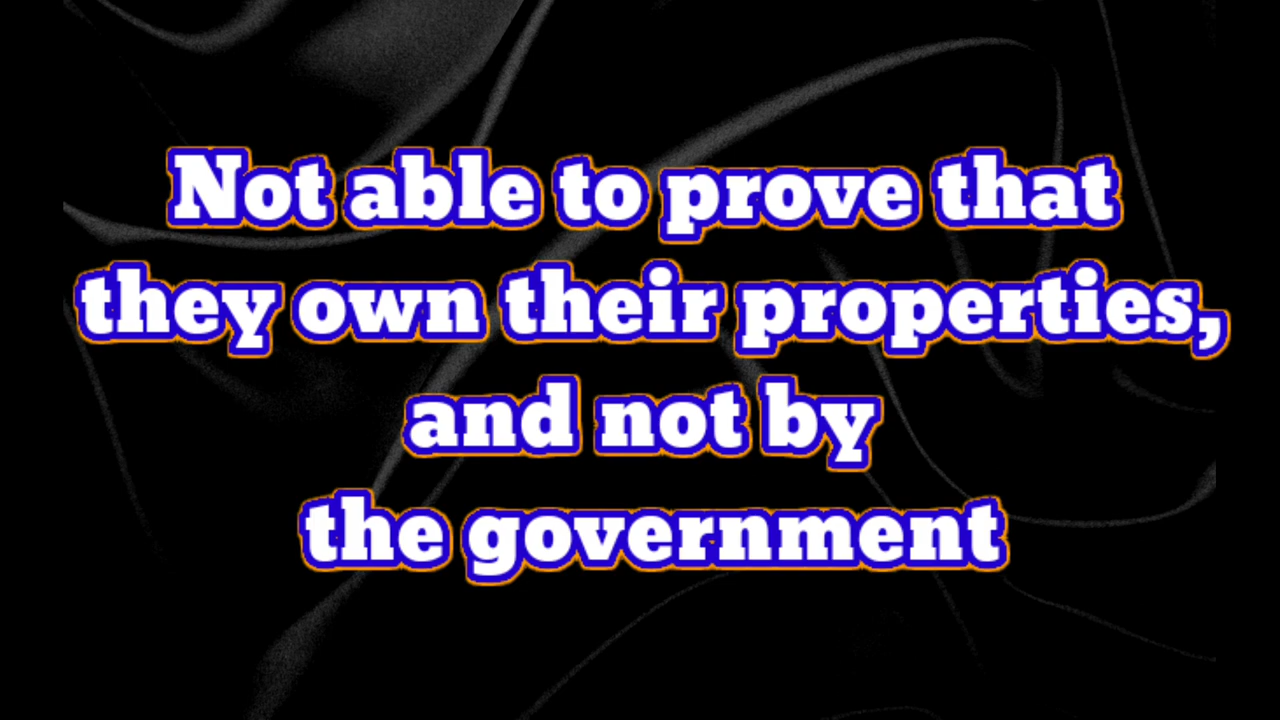 Not able to prove that
they own their properties,
and not by
the government